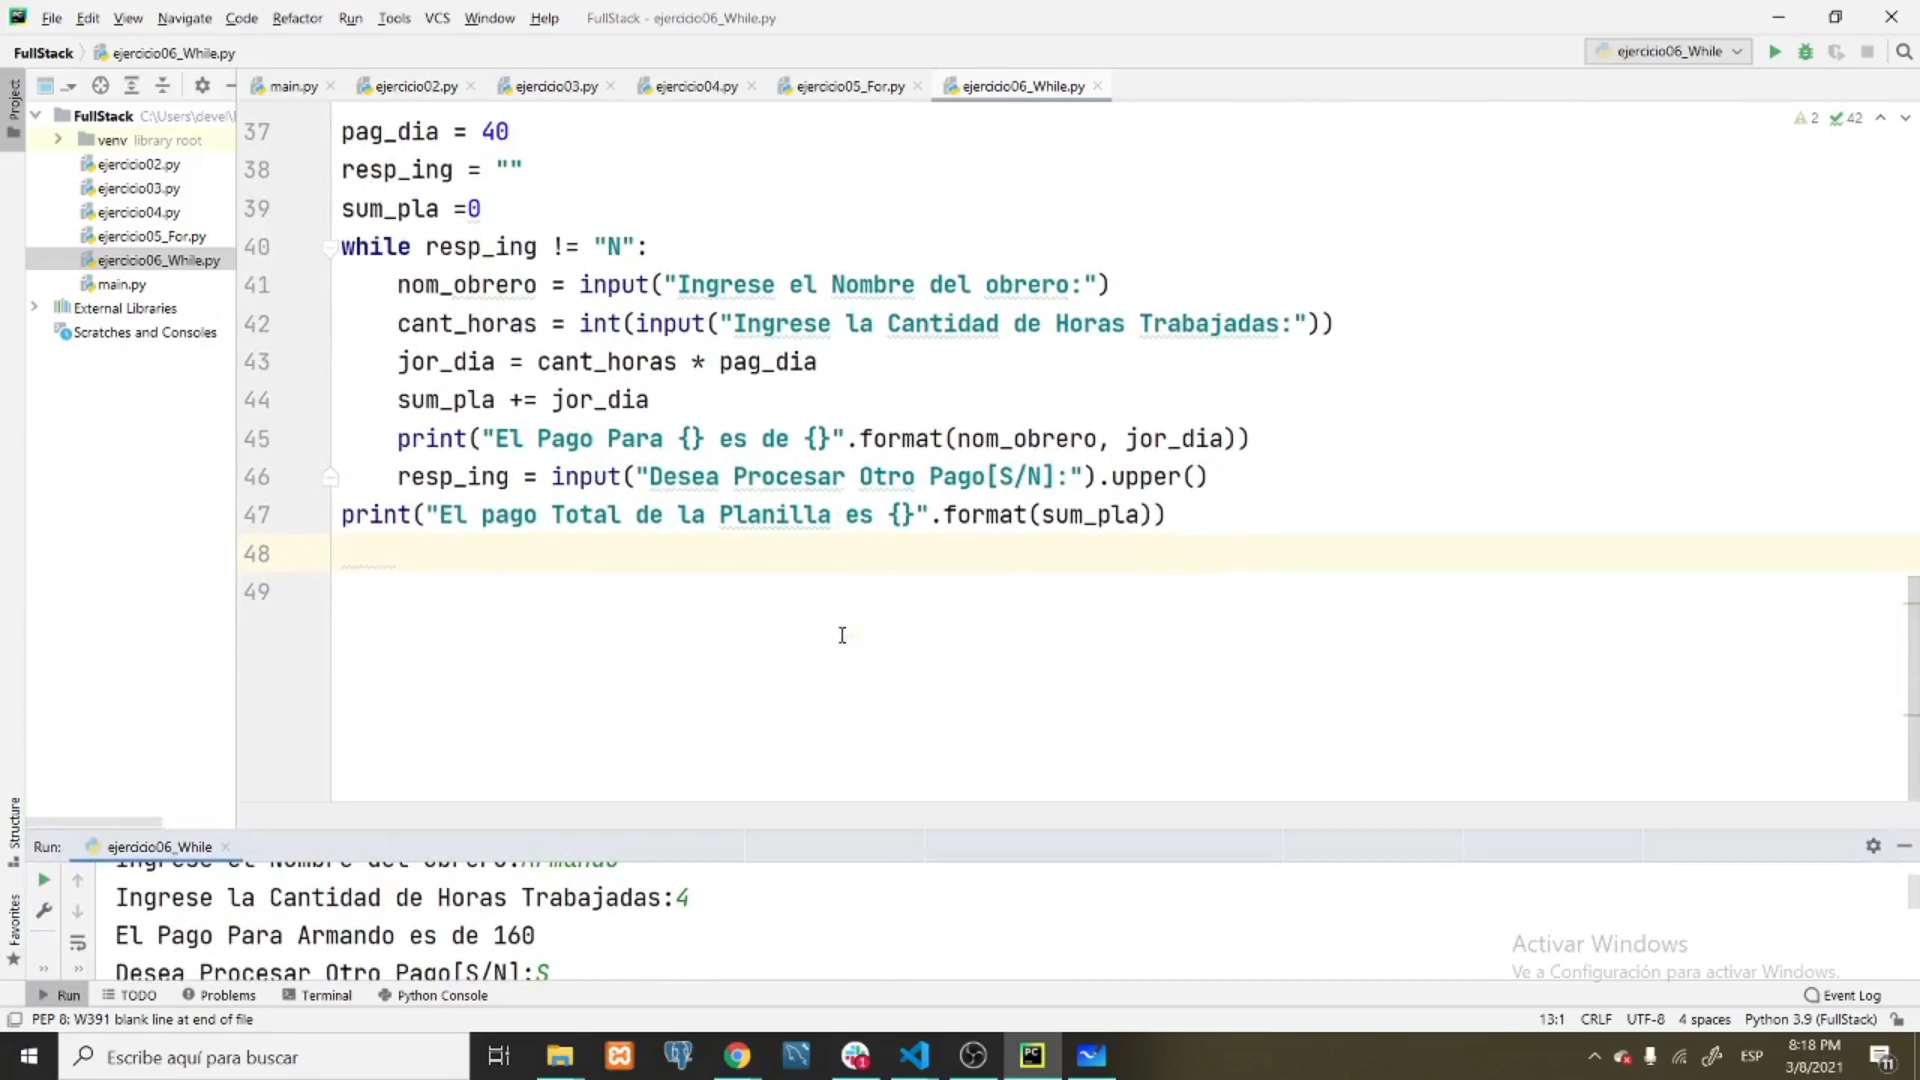 File Edit View Navigate Code Refactor Run Tools VCS Window Help FullStack - ejercicio06_While.py
FullStack ejercicio06_While.py ejercicio06_While
Project
main.py ejercicio02.py ejercicio03.py ejercicio04.py ejercicio05_For.py ejercicio06_While.py
FullStack C:\Users\devel\
venv library root
ejercicio02.py
ejercicio03.py
ejercicio04.py
ejercicio05_For.py
ejercicio06_While.py
main.py
External Libraries
Scratches and Consoles
2 42
37 pag_dia = 40
38 resp_ing = ""
39 sum_pla =0
40 while resp_ing != "N":
41 nom_obrero = input("Ingrese el Nombre del obrero:")
42 cant_horas = int(input("Ingrese la Cantidad de Horas Trabajadas:"))
43 jor_dia = cant_horas * pag_dia
44 sum_pla += jor_dia
45 print("El Pago Para {} es de {}".format(nom_obrero, jor_dia))
46 resp_ing = input("Desea Procesar Otro Pago[S/N]:").upper()
47 print("El pago Total de la Planilla es {}".format(sum_pla))
48
49
Structure
Favorites
Run: ejercicio06_While
Ingrese el Nombre del obrero:Armando
Ingrese la Cantidad de Horas Trabajadas:4
El Pago Para Armando es de 160
Desea Procesar Otro Pago[S/N]:S
Activar Windows
Ve a Configuración para activar Windows.
Run TODO Problems Terminal Python Console Event Log
PEP 8: W391 blank line at end of file 13:1 CRLF UTF-8 4 spaces Python 3.9 (FullStack)
Escribe aquí para buscar
ESP
8:18 PM
3/8/2021
11